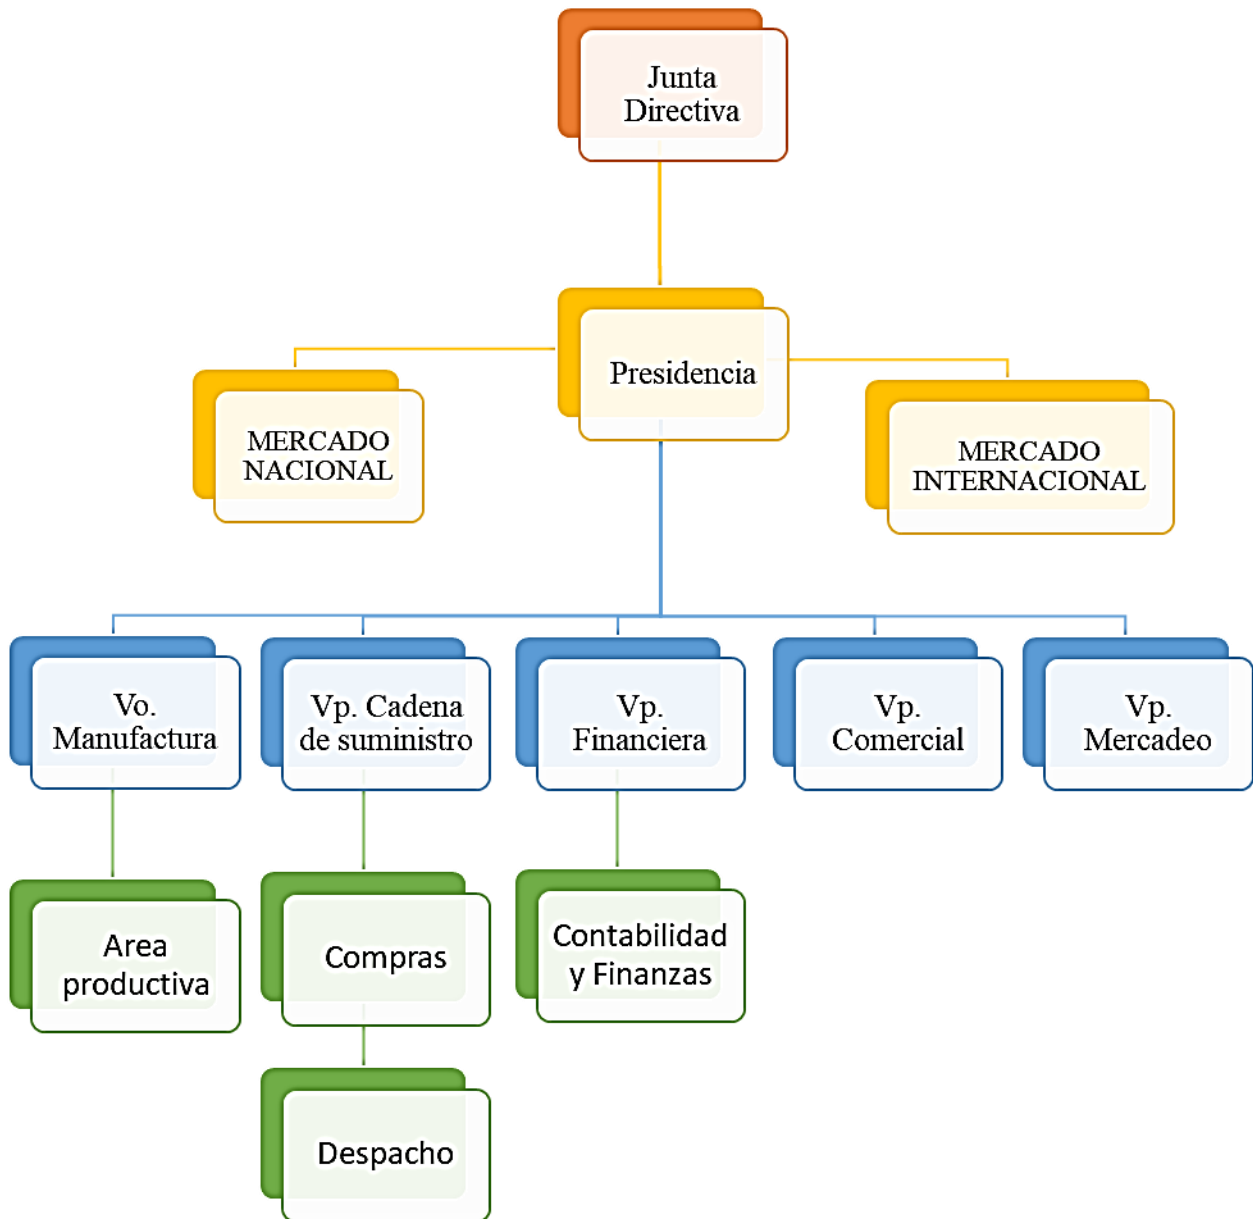 Junta
Directiva
Presidencia
MERCADO
NACIONAL
MERCADO
INTERNACIONAL
Vo.
Manufactura
Vp. Cadena
de suministro
Vp.
Financiera
Vp.
Comercial
Vp.
Mercadeo
Area
productiva
Compras
Contabilidad
y Finanzas
Despacho